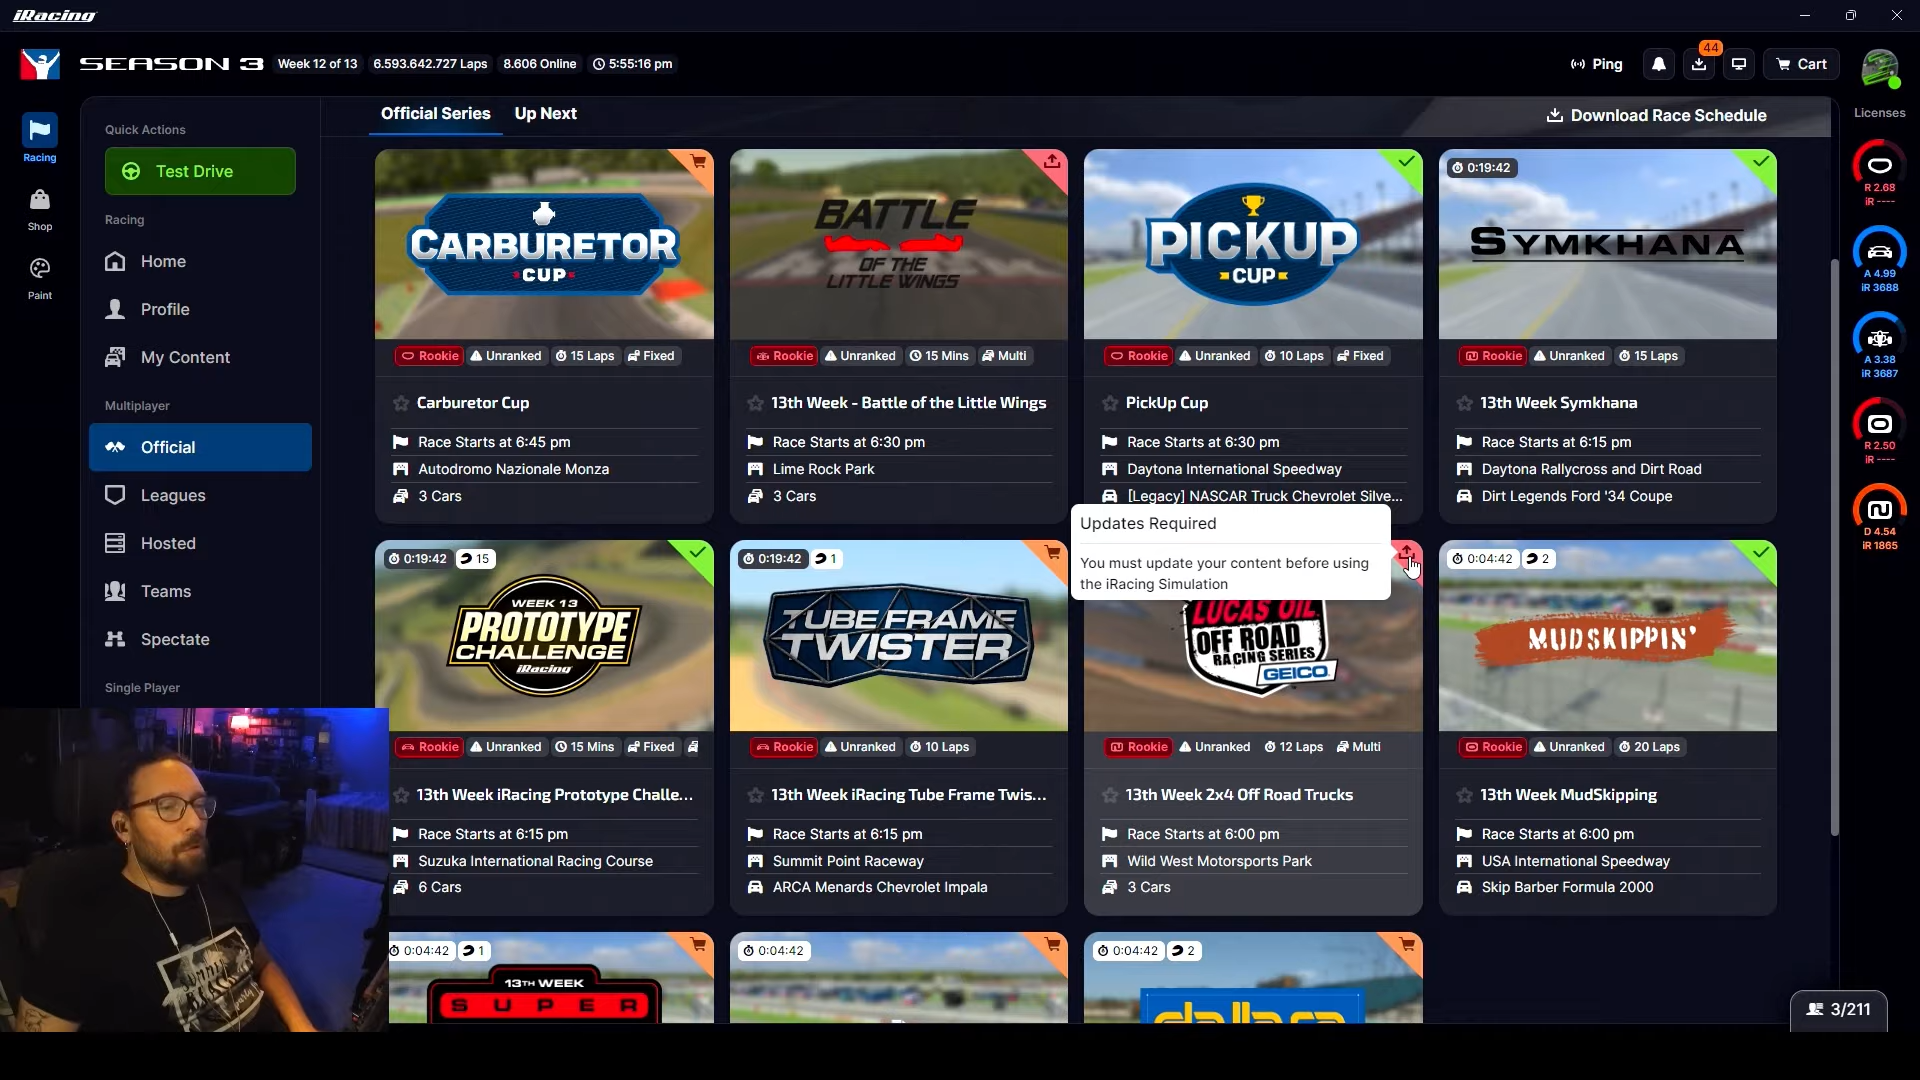 iRacing
SEASON 3
Week 12 of 13
6.593.642.727 Laps
8.606 Online
5:55:16 pm
Ping
44
Cart
Racing
Shop
Paint
Quick Actions
Test Drive
Racing
Home
Profile
My Content
Multiplayer
Official
Leagues
Hosted
Teams
Spectate
Single Player
Official Series
Up Next
Download Race Schedule
CARBURETOR
CUP
Rookie
Unranked
15 Laps
Fixed
Carburetor Cup
Race Starts at 6:45 pm
Autodromo Nazionale Monza
3 Cars
BATTLE
OF THE
LITTLE WINGS
Rookie
Unranked
15 Mins
Multi
13th Week - Battle of the Little Wings
Race Starts at 6:30 pm
Lime Rock Park
3 Cars
PICKUP
CUP
Rookie
Unranked
10 Laps
Fixed
PickUp Cup
Race Starts at 6:30 pm
Daytona International Speedway
[Legacy] NASCAR Truck Chevrolet Silve...
0:19:42
SYMKHANA
Rookie
Unranked
15 Laps
13th Week Symkhana
Race Starts at 6:15 pm
Daytona Rallycross and Dirt Road
Dirt Legends Ford '34 Coupe
0:19:42
15
WEEK 13
PROTOTYPE
CHALLENGE
iRacing
Rookie
Unranked
15 Mins
Fixed
13th Week iRacing Prototype Challe...
Race Starts at 6:15 pm
Suzuka International Racing Course
6 Cars
0:19:42
1
TUBE FRAME
TWISTER
Rookie
Unranked
10 Laps
13th Week iRacing Tube Frame Twis...
Race Starts at 6:15 pm
Summit Point Raceway
ARCA Menards Chevrolet Impala
Updates Required
You must update your content before using
the iRacing Simulation
LUCAS OIL
OFF ROAD
RACING SERIES
GEICO
Rookie
Unranked
12 Laps
Multi
13th Week 2x4 Off Road Trucks
Race Starts at 6:00 pm
Wild West Motorsports Park
3 Cars
0:04:42
2
MUDSKIPPIN'
Rookie
Unranked
20 Laps
13th Week MudSkipping
Race Starts at 6:00 pm
USA International Speedway
Skip Barber Formula 2000
0:04:42
1
13TH WEEK
SUPER
0:04:42
0:04:42
2
dallara
Licenses
R 2.68
iR ----
A 4.99
iR 3688
A 3.38
iR 3687
R 2.50
iR ----
D 4.54
iR 1865
3/211